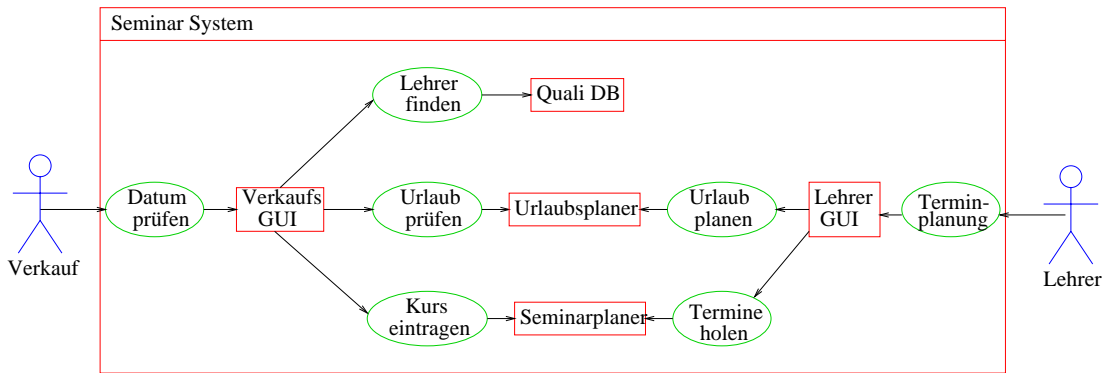 Seminar System
Lehrer
finden
Quali DB
Datum
prüfen
Verkaufs
GUI
Urlaub
prüfen
Urlaubsplaner
Urlaub
planen
Lehrer
GUI
Termin-
planung
Verkauf
Lehrer
Kurs
eintragen
Seminarplaner
Termine
holen